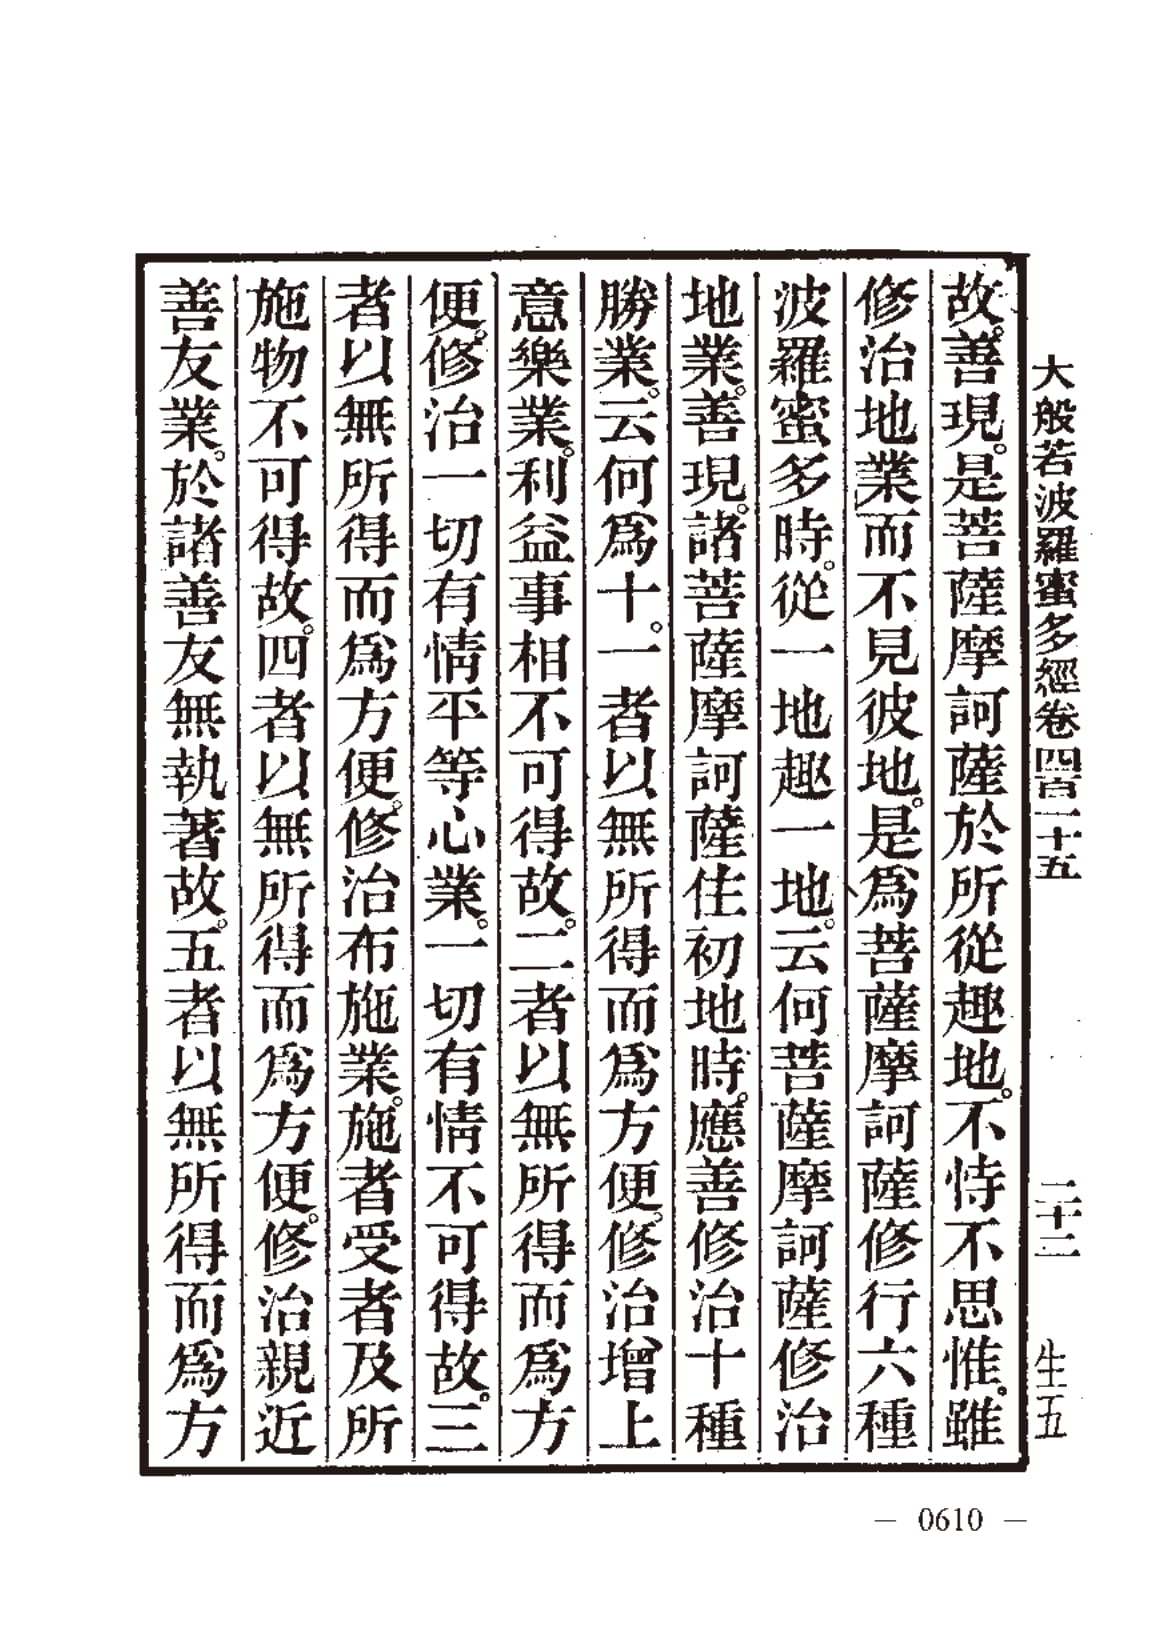 大般若波羅蜜多經卷四百一十五 二十二 生五
故。善現。是菩薩摩訶薩於所從趣地。不恃不思惟。雖
修治地業。而不見彼地。是爲菩薩摩訶薩修行六種
波羅蜜多時。從一地趣一地。云何菩薩摩訶薩修治
地業。善現。諸菩薩摩訶薩住初地時。應善修治十種
勝業。云何爲十。一者以無所得而爲方便。修治增上
意樂業。利益事相不可得故。二者以無所得而爲方
便。修治一切有情平等心業。一切有情不可得故。三
者以無所得而爲方便。修治布施業。施者受者及所
施物不可得故。四者以無所得而爲方便。修治親近
善友業。於諸善友無執著故。五者以無所得而爲方
— 0610 —